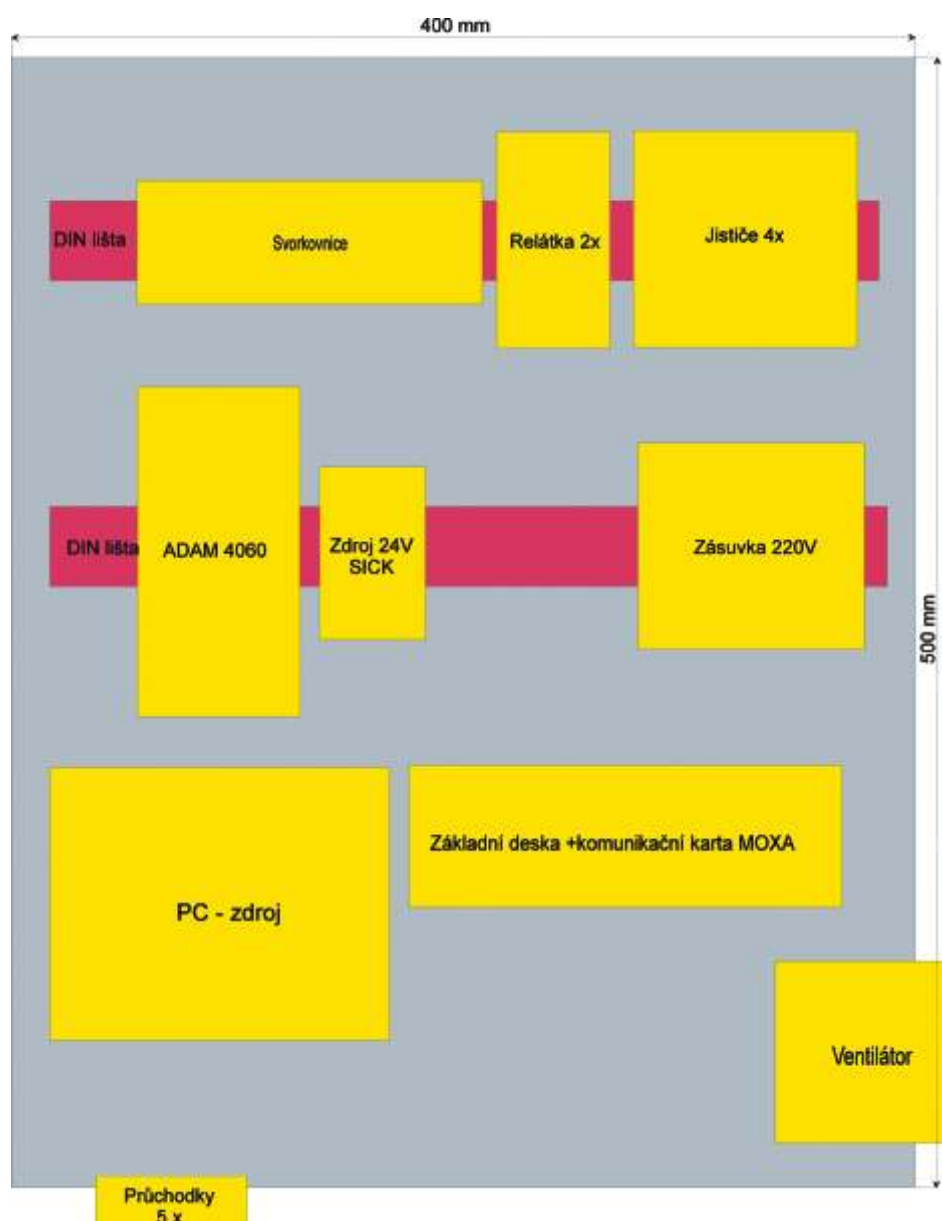 400 mm
DIN lišta
Svorkovnice
Relátka 2x
Jističe 4x
DIN lišta
ADAM 4060
Zdroj 24V
SICK
Zásuvka 220V
500 mm
Základní deska +komunikační karta MOXA
PC - zdroj
Ventilátor
Průchodky
5 x